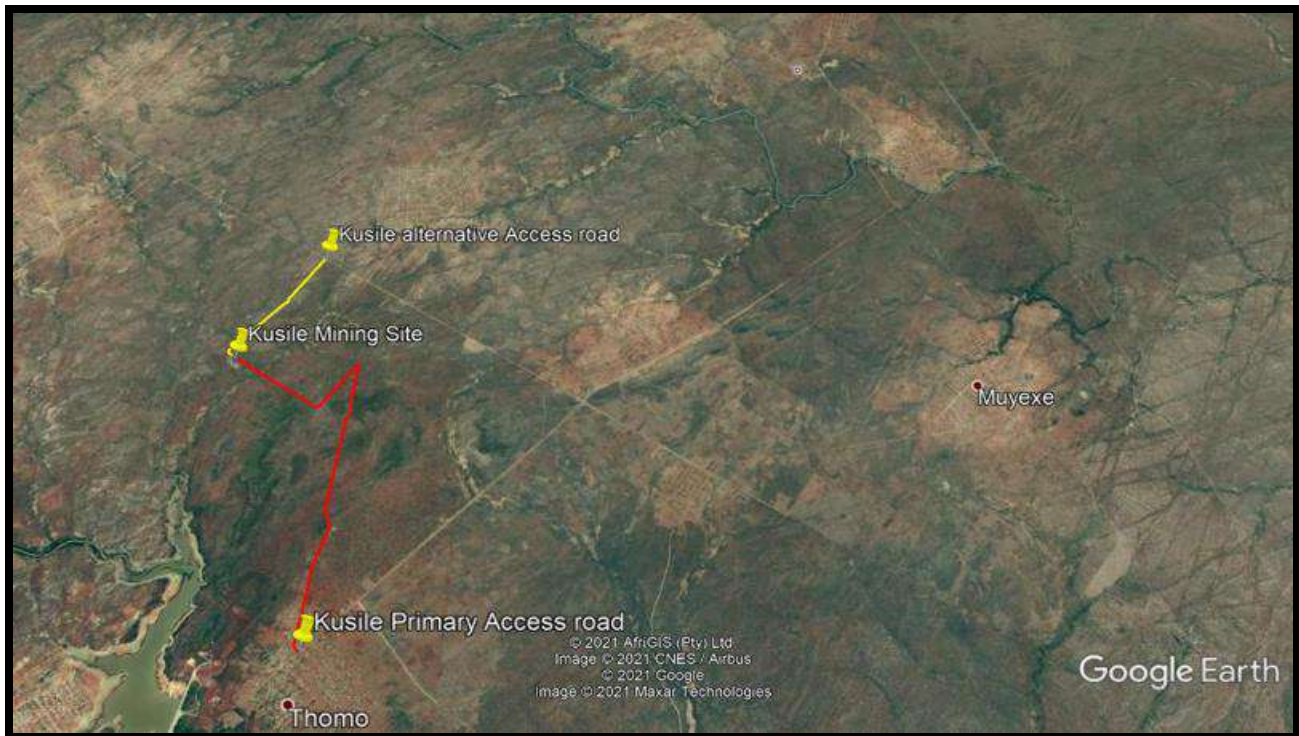 Kusile alternative Access road
Kusile Mining Site
Muyexe
Kusile Primary Access road
© 2021 AfriGIS (Pty) Ltd
Image © 2021 CNES / Airbus
© 2021 Google
Image © 2021 Maxar Technologies
Google Earth
Thomo